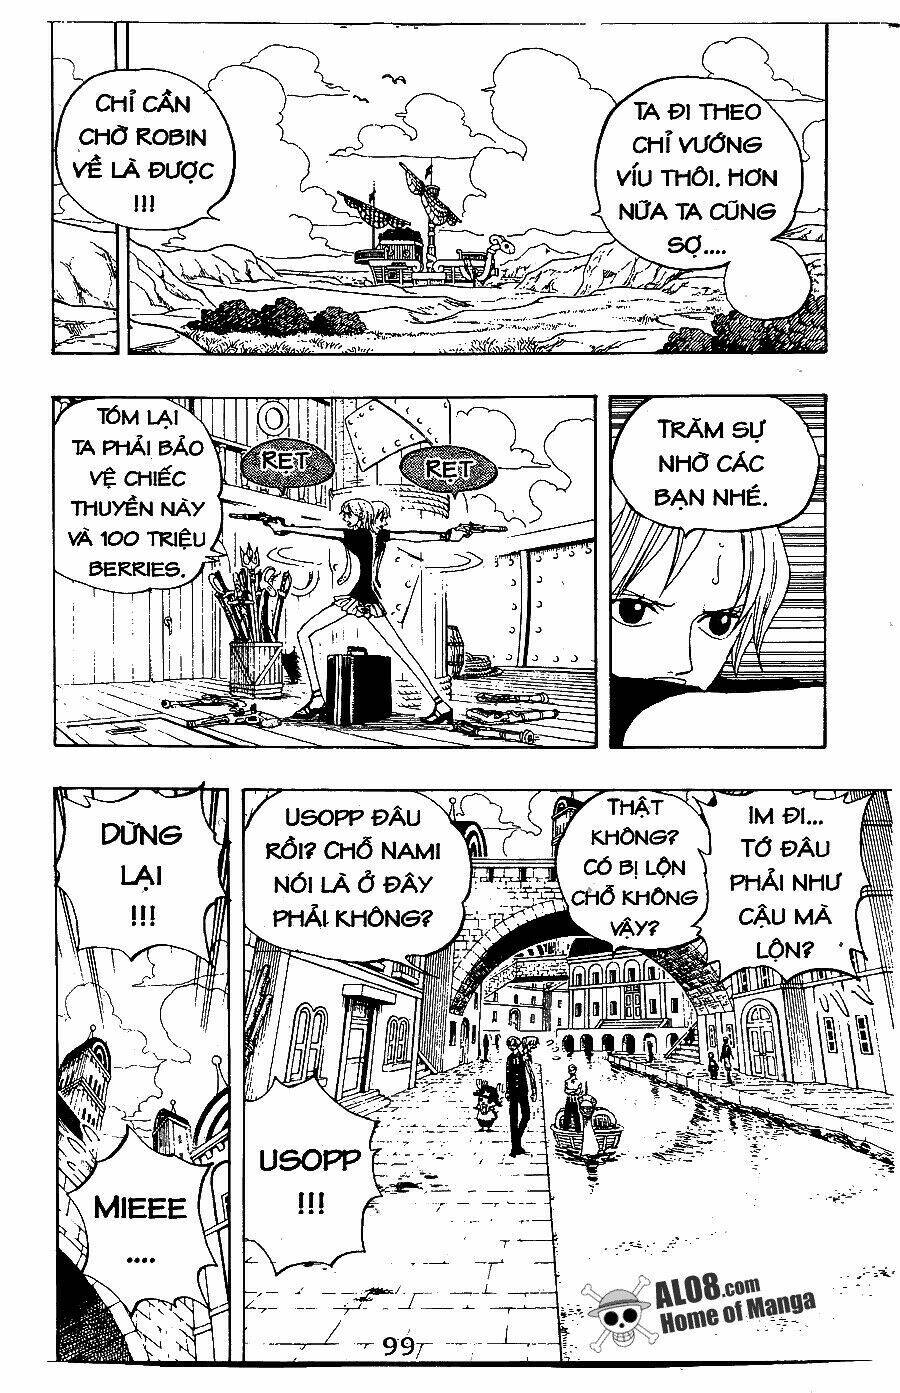 TA ĐI THEO
CHỈ VƯỚNG
VÍU THÔI. HƠN
NỮA TA CŨNG
SỢ....
CHỈ CẦN
CHỜ ROBIN
VỀ LÀ ĐƯỢC
!!!
TRĂM SỰ
NHỜ CÁC
BẠN NHÉ.
RẸT
RẸT
TÓM LẠI
TA PHẢI BẢO
VỆ CHIẾC
THUYỀN NÀY
VÀ 100 TRIỆU
BERRIES.
IM ĐI...
TỚ ĐÂU
PHẢI NHƯ
CẬU MÀ
LỘN?
THẬT
KHÔNG?
CÓ BỊ LỘN
CHỖ KHÔNG
VẬY?
USOPP ĐÂU
RỒI? CHỖ NAMI
NÓI LÀ Ở ĐÂY
PHẢI KHÔNG?
USOPP
!!!
DỪNG
LẠI
!!!
MIEEE
....
99
ALO8.com
Home of Manga